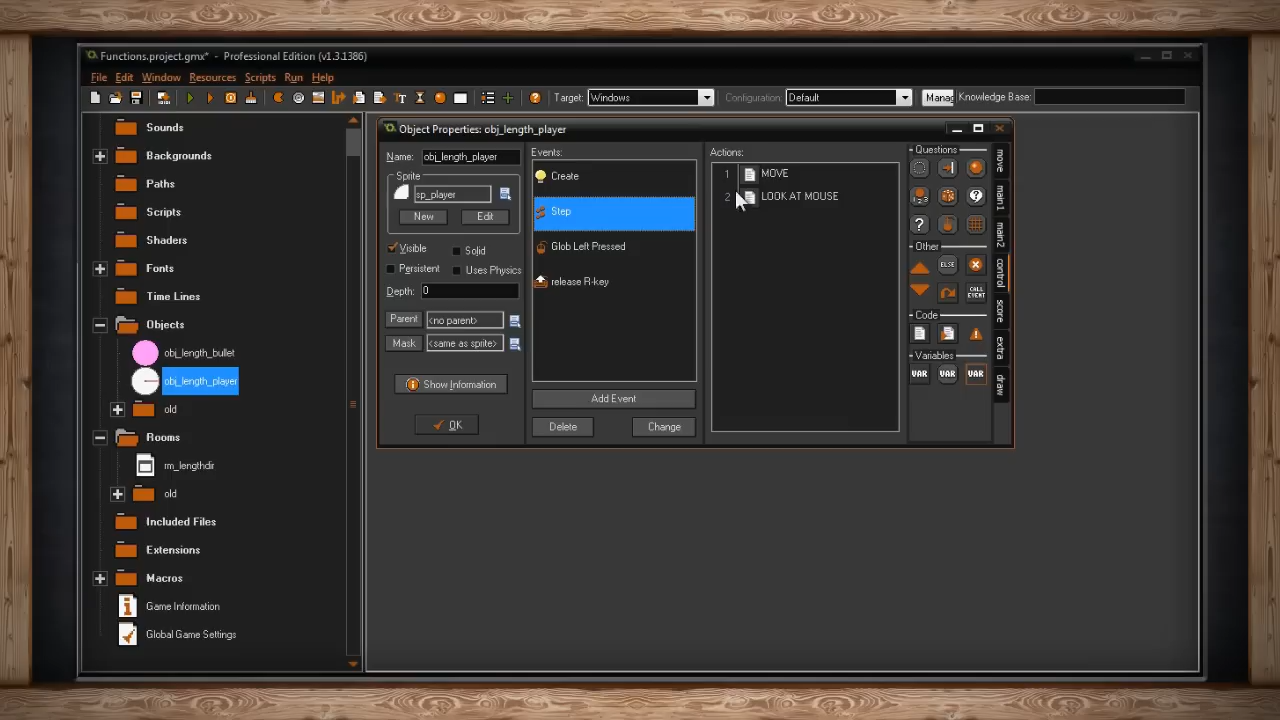 Functions.project.gmx* - Professional Edition (v1.3.1386)
File Edit Window Resources Scripts Run Help
Target: Windows Configuration: Default Manag Knowledge Base:
Sounds
Backgrounds
Paths
Scripts
Shaders
Fonts
Time Lines
Objects
obj_length_bullet
obj_length_player
old
Rooms
rm_lengthdir
old
Included Files
Extensions
Macros
Game Information
Global Game Settings
Object Properties: obj_length_player
Name: obj_length_player
Sprite
sp_player
New Edit
Visible Solid
Persistent Uses Physics
Depth: 0
Parent <no parent>
Mask <same as sprite>
Show Information
OK
Events:
Create
Step
Glob Left Pressed
release R-key
Add Event
Delete Change
Actions:
1 MOVE
2 LOOK AT MOUSE
Questions
Other
ELSE
CALL EVENT
Code
Variables
VAR VAR VAR
move
main1
main2
control
score
extra
draw